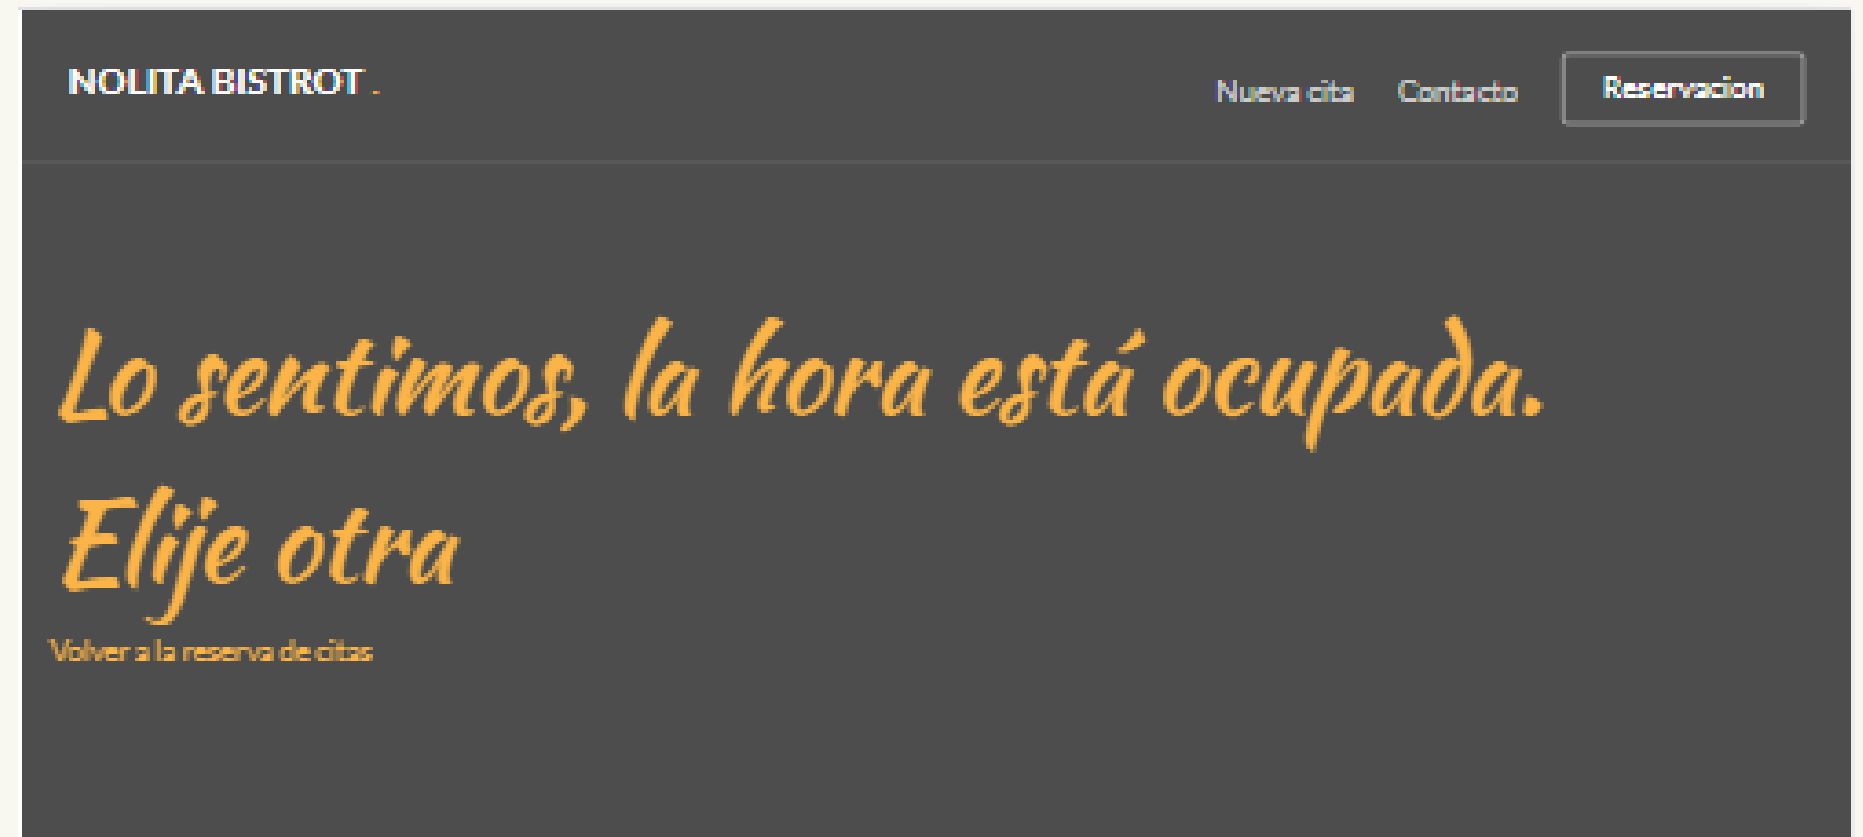 NOLITA BISTROT .
Nueva cita Contacto Reservacion
Lo sentimos, la hora está ocupada.
Elije otra
Volver a la reserva de citas